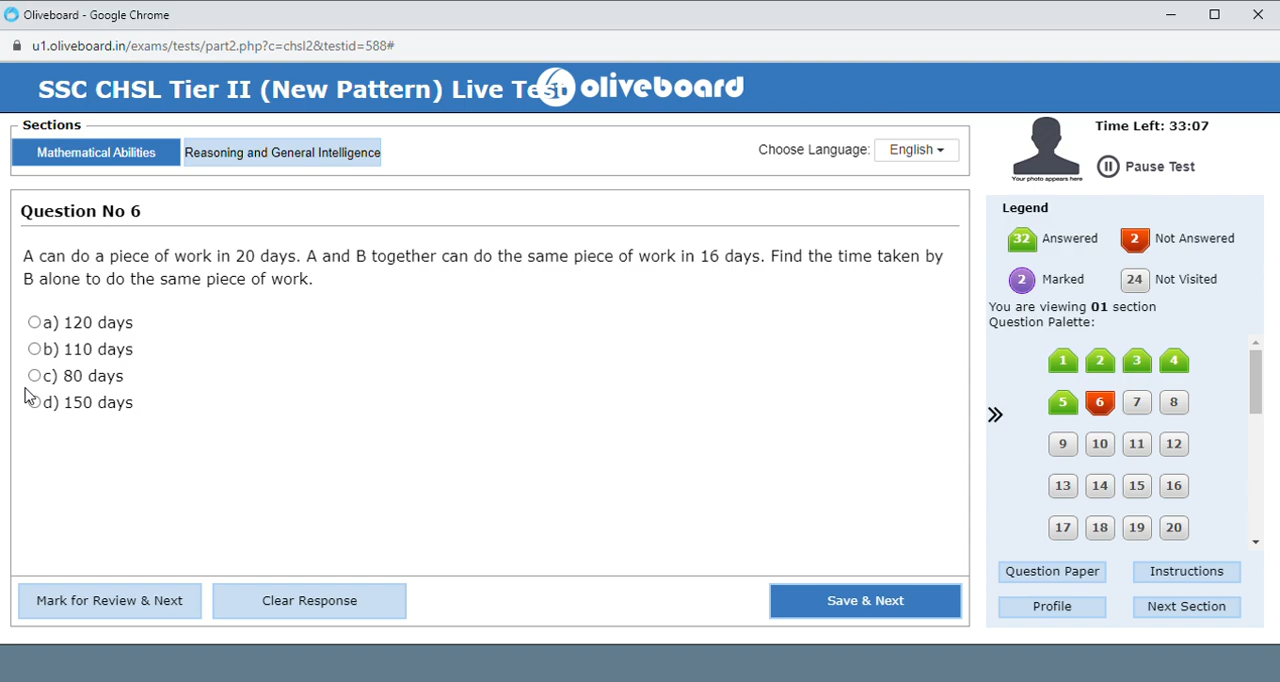 Oliveboard - Google Chrome
u1.oliveboard.in/exams/tests/part2.php?c=chsl2&testid=588#
SSC CHSL Tier II (New Pattern) Live Test
oliveboard
Sections
Mathematical Abilities
Reasoning and General Intelligence
Choose Language:
English
Your photo appears here
Time Left: 33:07
Pause Test
Question No 6
A can do a piece of work in 20 days. A and B together can do the same piece of work in 16 days. Find the time taken by
B alone to do the same piece of work.
a) 120 days
b) 110 days
c) 80 days
d) 150 days
Mark for Review & Next
Clear Response
Save & Next
Legend
32 Answered
2 Not Answered
2 Marked
24 Not Visited
You are viewing 01 section
Question Palette:
1 2 3 4
5 6 7 8
9 10 11 12
13 14 15 16
17 18 19 20
Question Paper
Instructions
Profile
Next Section